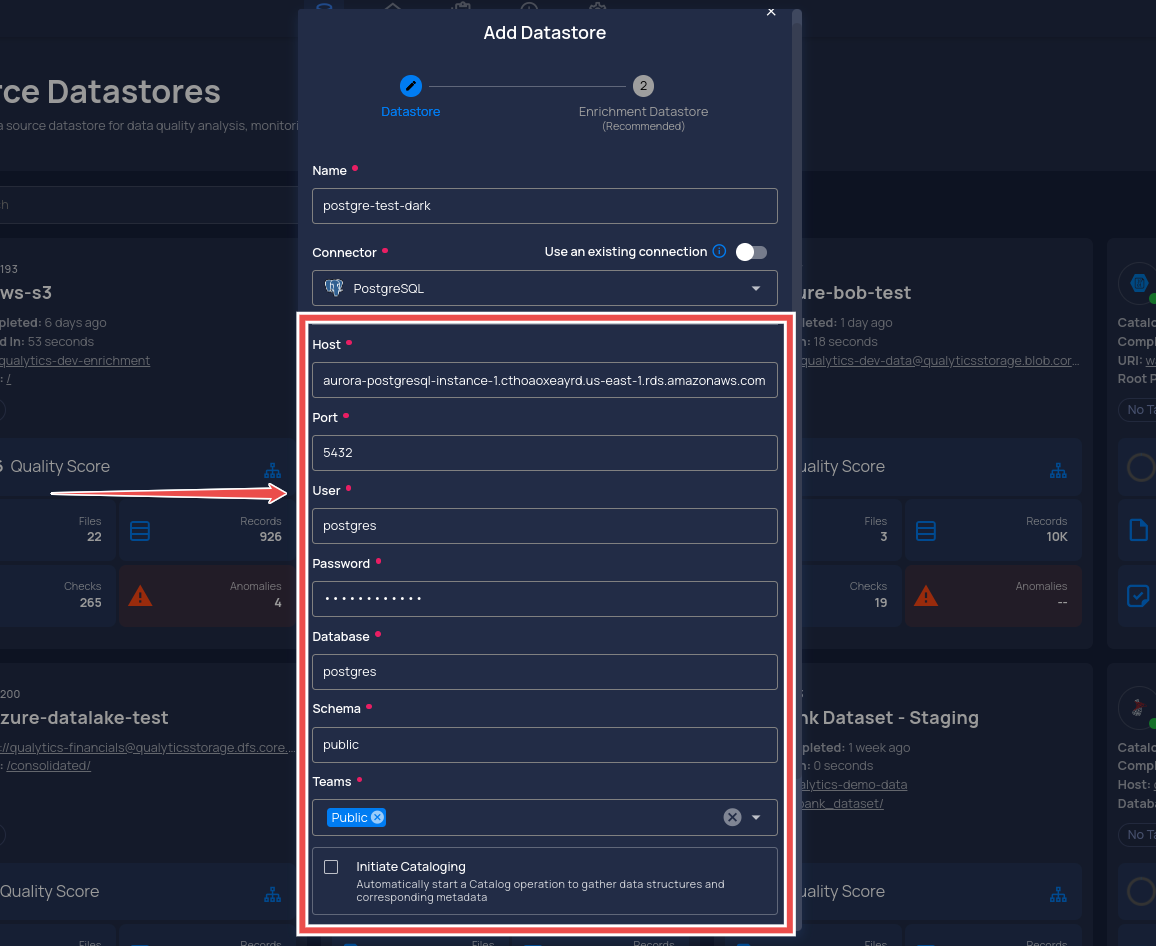 Add Datastore
2
Datastore
Enrichment Datastore
(Recommended)
rce Datastores
a source datastore for data quality analysis, monitori
Name
postgre-test-dark
Connector
Use an existing connection
PostgreSQL
Host
aurora-postgresql-instance-1.cthoaoxeayrd.us-east-1.rds.amazonaws.com
Port
5432
User
postgres
Password
Database
postgres
Schema
public
Teams
Public
Initiate Cataloging
Automatically start a Catalog operation to gather data structures and
corresponding metadata
h
193
ws-s3
pleted: 6 days ago
d In: 53 seconds
qualytics-dev-enrichment
: /
Quality Score
Files
22
Records
926
Checks
265
Anomalies
4
200
zure-datalake-test
://qualytics-financials@qualyticsstorage.dfs.core....
: /consolidated/
Quality Score
Files
Records
Files
Records
ure-bob-test
leted: 1 day ago
n: 18 seconds
qualytics-dev-data@qualyticsstorage.blob.cor...
uality Score
Files
3
Records
10K
Checks
19
Anomalies
--
nk Dataset - Staging
pleted: 1 week ago
n: 0 seconds
alytics-demo-data
bank_dataset/
uality Score
Files
Records
Catalo
Compl
URI: w
Root P
No Ta
Catalo
Compl
Host: g
Databa
No Ta